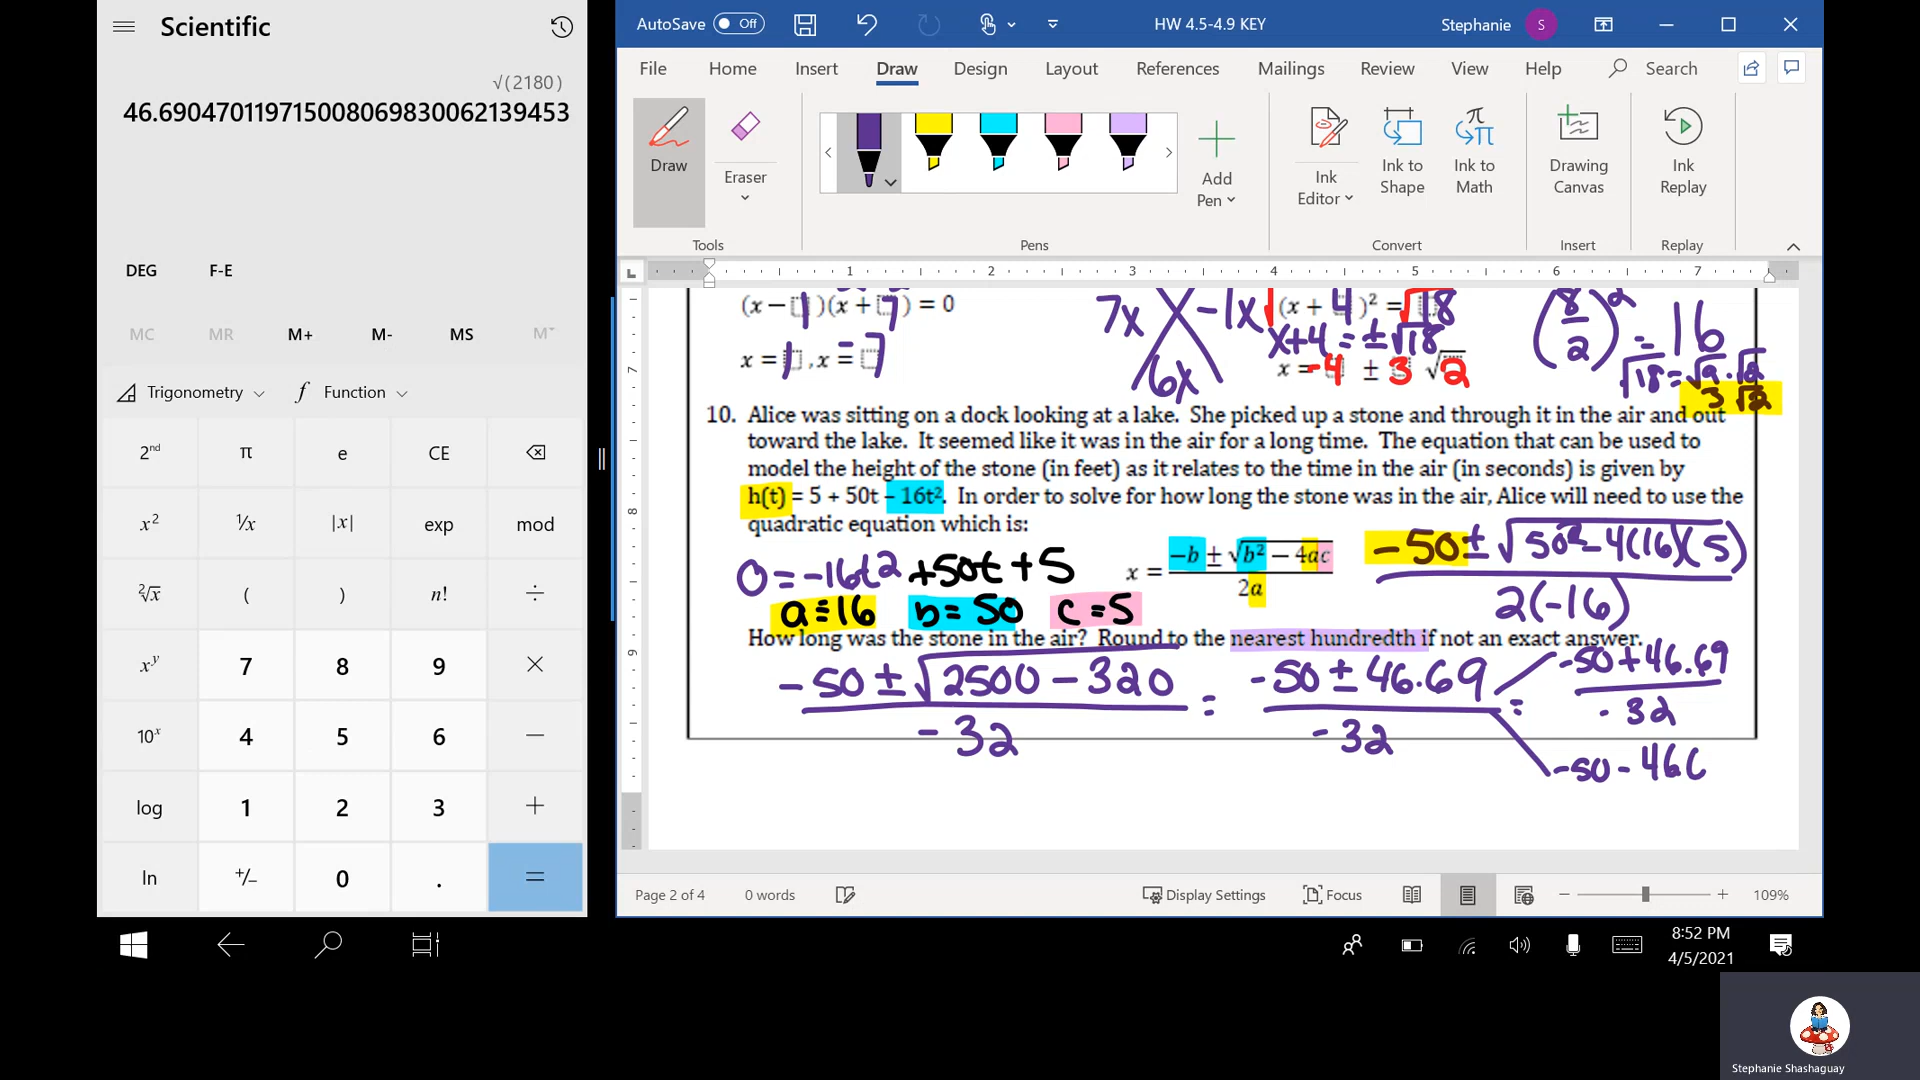 Scientific
√(2180)
46.690470119715008069830062139453
DEG F-E
MC MR M+ M- MS M˅
Trigonometry f Function
2nd π e CE
x² ¹/x |x| exp mod
²√x ( ) n! ÷
xʸ 7 8 9 ×
10ˣ 4 5 6 −
log 1 2 3 +
ln +/− 0 . =
AutoSave Off HW 4.5-4.9 KEY Stephanie S
File Home Insert Draw Design Layout References Mailings Review View Help Search
Draw Eraser Add Pen Ink Editor Ink to Shape Ink to Math Drawing Canvas Ink Replay
Tools Pens Convert Insert Replay
1 2 3 4 5 6 7
(x − 1)(x + 7) = 0
7x −1x
6x
(x + 4)² = √18
(8/2)² = 16
x+4 = ±√18
x = 1, x = −7
x = −4 ± 3 √2
√18 = √9 · √2
3 √2
10. Alice was sitting on a dock looking at a lake. She picked up a stone and through it in the air and out
toward the lake. It seemed like it was in the air for a long time. The equation that can be used to
model the height of the stone (in feet) as it relates to the time in the air (in seconds) is given by
h(t) = 5 + 50t − 16t². In order to solve for how long the stone was in the air, Alice will need to use the
quadratic equation which is:
0 = −16t² +50t + 5
x = −b ± √b² − 4ac
2a
−50 ± √50² − 4(16)(5)
2(−16)
a = −16 b = 50 c = 5
How long was the stone in the air? Round to the nearest hundredth if not an exact answer.
−50 ± √2500 − 320 = −50 ± 46.69 = −50 + 46.69
−32 −32 −32
−50 − 46.
Page 2 of 4 0 words Display Settings Focus 109%
8:52 PM
4/5/2021
Stephanie Shashaguay